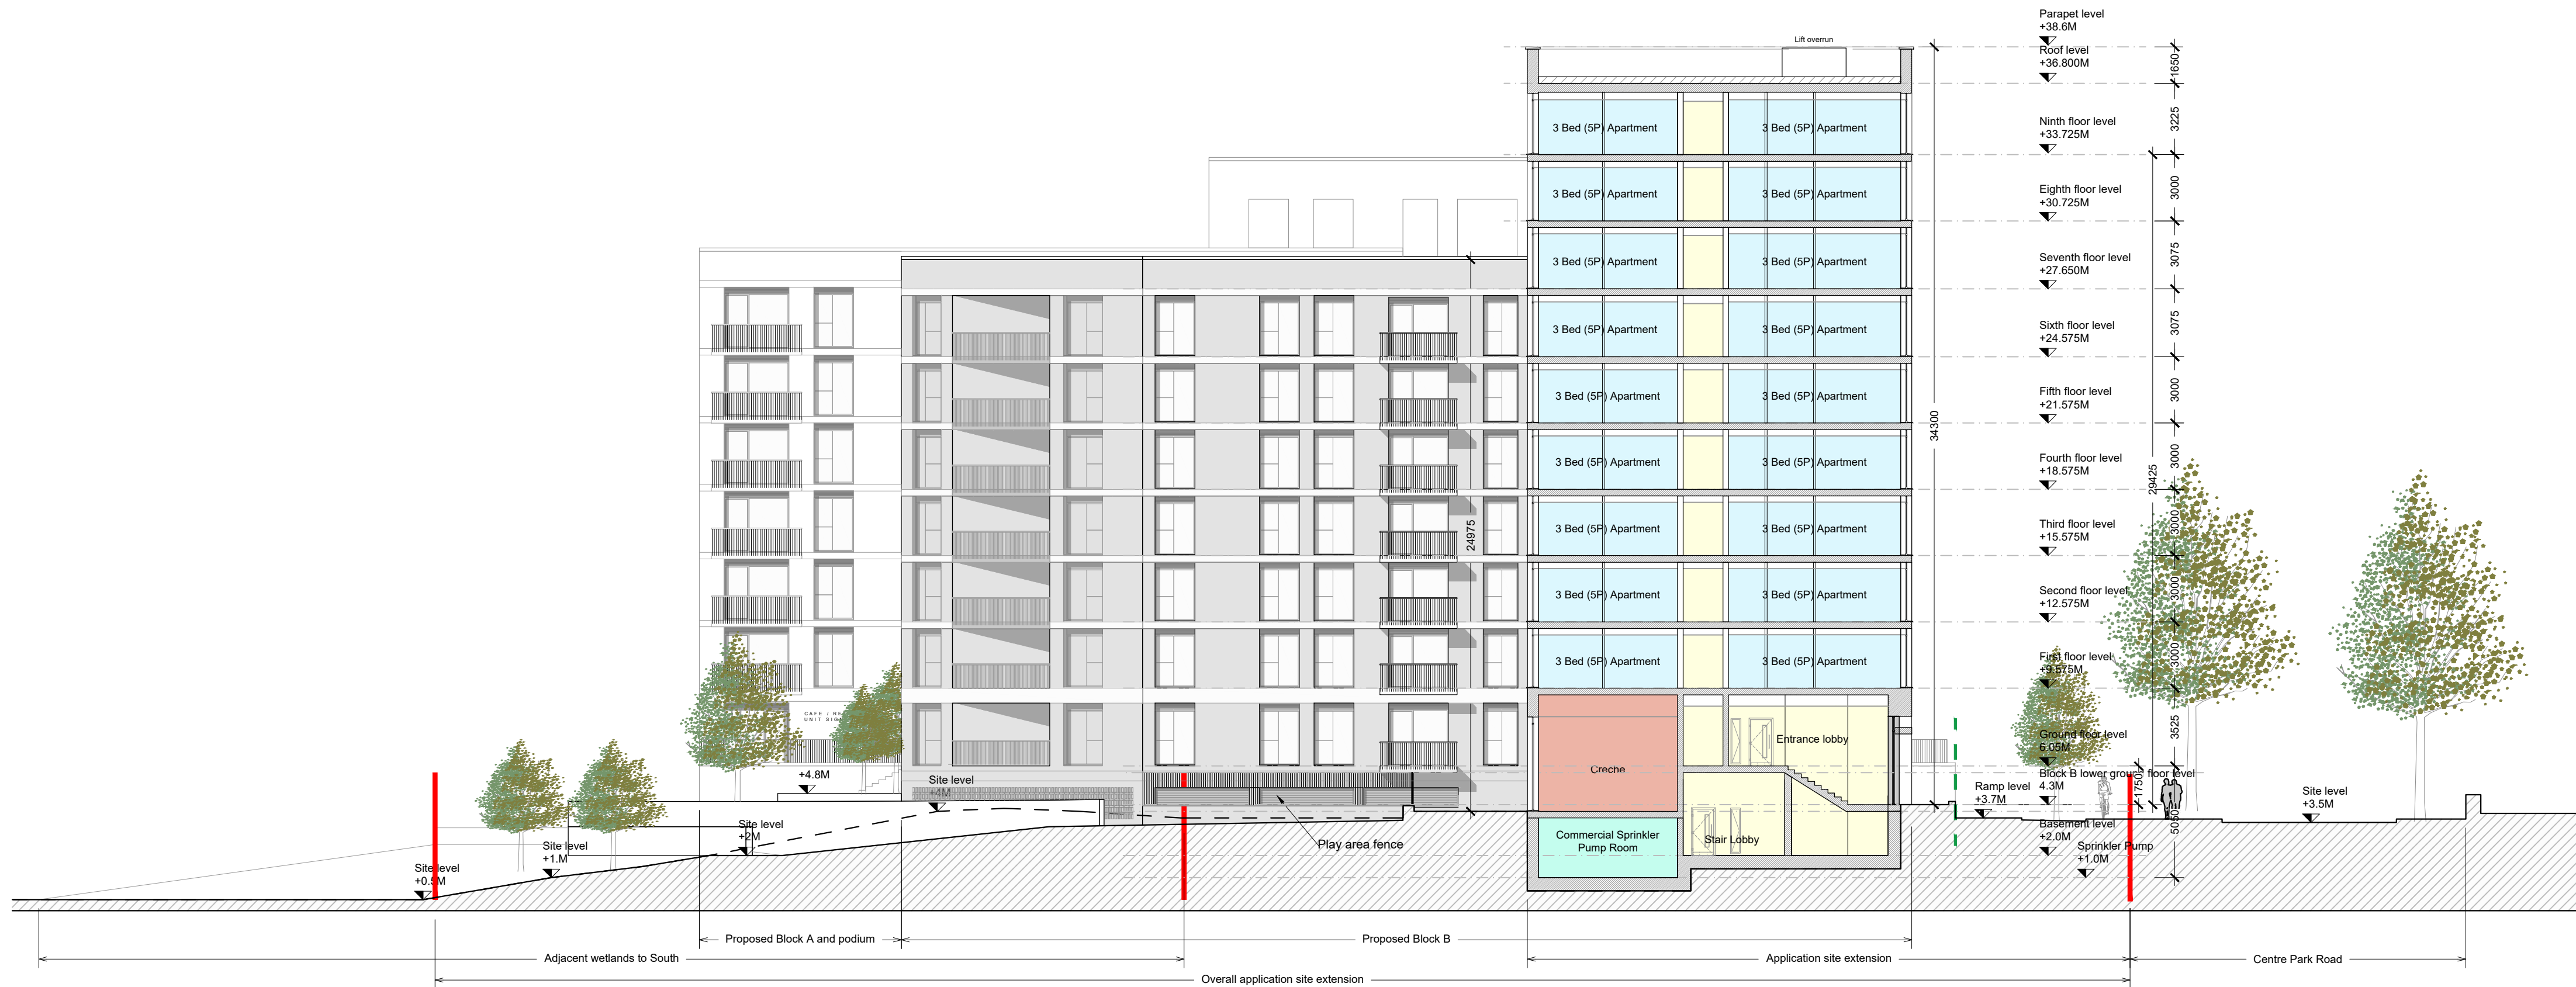 Parapet level
+38.6M
Lift overrun
Roof level
+36.800M
1650
3 Bed (5P) Apartment
3 Bed (5P) Apartment
Ninth floor level
+33.725M
3225
3 Bed (5P) Apartment
3 Bed (5P) Apartment
Eighth floor level
+30.725M
3000
3 Bed (5P) Apartment
3 Bed (5P) Apartment
Seventh floor level
+27.650M
3075
3 Bed (5P) Apartment
3 Bed (5P) Apartment
Sixth floor level
+24.575M
3075
3 Bed (5P) Apartment
3 Bed (5P) Apartment
Fifth floor level
+21.575M
3000
34300
3 Bed (5P) Apartment
3 Bed (5P) Apartment
Fourth floor level
+18.575M
3000
29425
24975
3 Bed (5P) Apartment
3 Bed (5P) Apartment
Third floor level
+15.575M
3000
3 Bed (5P) Apartment
3 Bed (5P) Apartment
Second floor level
+12.575M
3000
3 Bed (5P) Apartment
3 Bed (5P) Apartment
First floor level
+9.575M
3000
CAFE / RE
UNIT SIG
Entrance lobby
Ground floor level
6.05M
3525
Creche
+4.8M
Site level
+4M
Block B lower ground floor level
4.3M
1750
Ramp level
+3.7M
Site level
+3.5M
Site level
+2M
Play area fence
Commercial Sprinkler
Pump Room
Stair Lobby
Basement level
+2.0M
5050
Site level
+1.M
Sprinkler Pump
+1.0M
Site level
+0.5M
Proposed Block A and podium
Proposed Block B
Adjacent wetlands to South
Application site extension
Centre Park Road
Overall application site extension